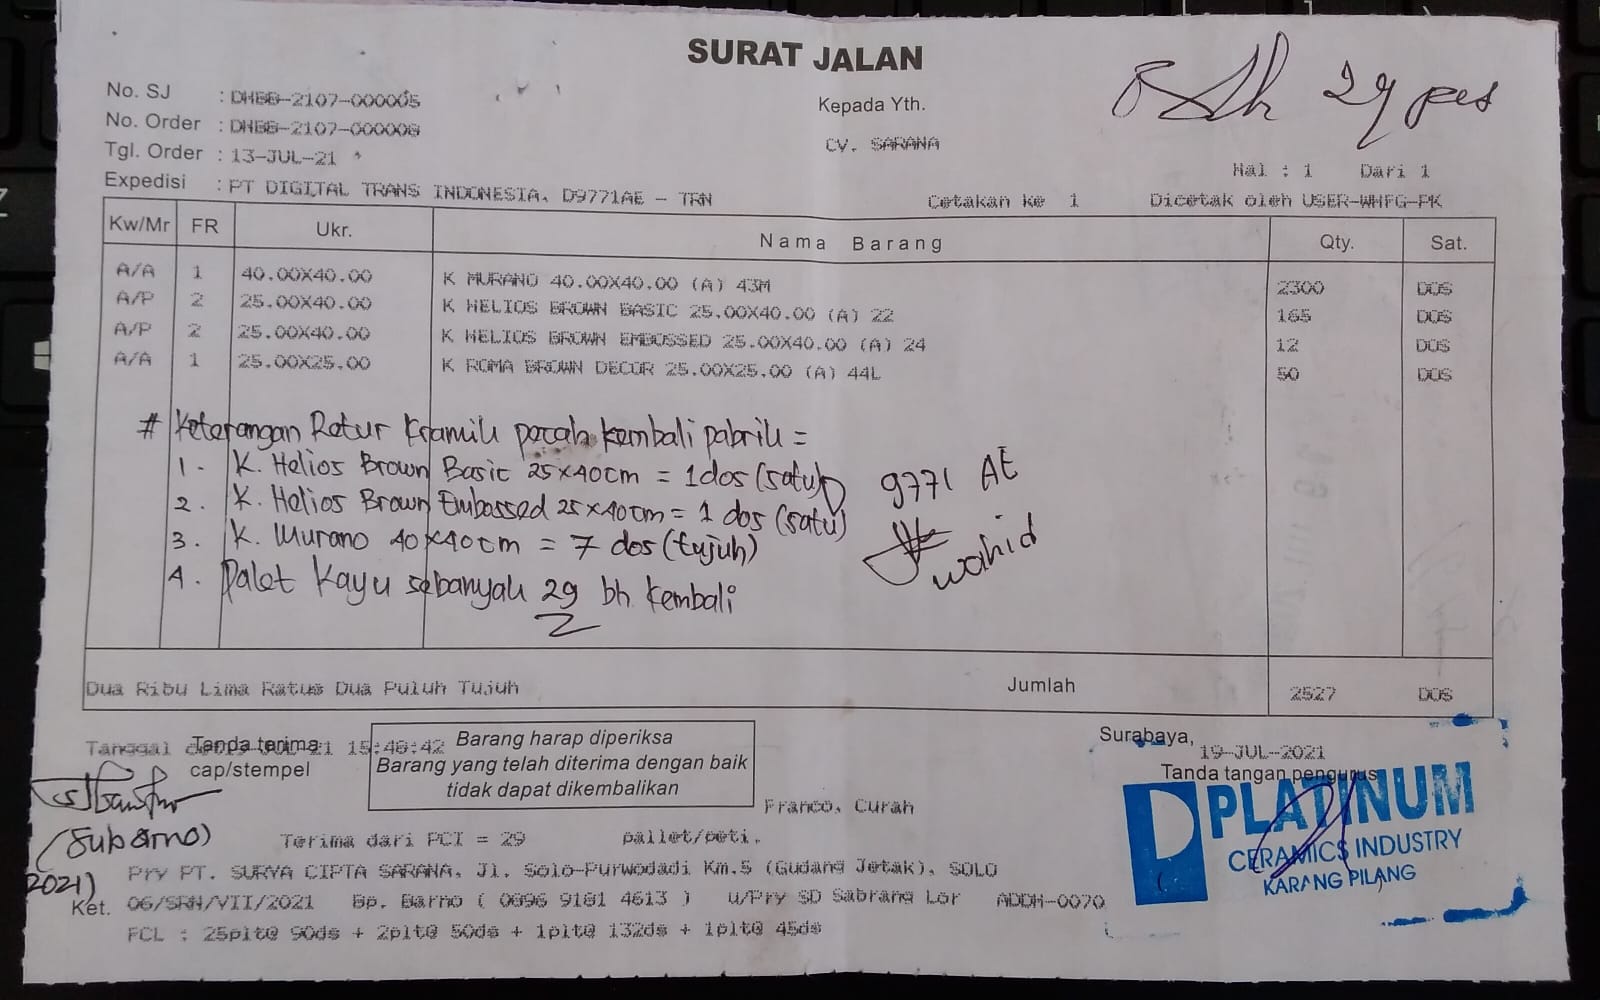 SURAT JALAN
29 pcs
No. SJ : DHBB-2107-000005
Kepada Yth.
No. Order : DHBB-2107-000008
CV. SARANA
Tgl. Order : 13-JUL-21
Hal : 1 Dari 1
Expedisi : PT DIGITAL TRANS INDONESIA. D9771AE - TRN
Cetakan ke 1 Dicetak oleh USER-WHFG-PK
Kw/Mr FR Ukr. Nama Barang Qty. Sat.
A/A 1 40.00X40.00 K MURANO 40.00X40.00 (A) 43M 2300 DOS
A/P 2 25.00X40.00 K HELIOS BROWN BASIC 25.00X40.00 (A) 22 165 DOS
A/P 2 25.00X40.00 K HELIOS BROWN EMBOSSED 25.00X40.00 (A) 24 12 DOS
A/A 1 25.00X25.00 K ROMA BROWN DECOR 25.00X25.00 (A) 44L 50 DOS
# Keterangan Retur Kramik pecah kembali pabrik =
1. K. Helios Brown Basic 25x40cm = 1 dos (satu)
9771 AE
2. K. Helios Brown Embossed 25x40cm = 1 dos (satu)
3. K. Murano 40x40cm = 7 dos (tujuh)
wahid
4. Palet Kayu sebanyak 29 bh kembali
Dua Ribu Lima Ratus Dua Puluh Tujuh Jumlah 2527 DOS
Tanggal 21 15:48:42
Tanda terima
cap/stempel
Barang harap diperiksa
Barang yang telah diterima dengan baik
tidak dapat dikembalikan
Surabaya, 19-JUL-2021
Tanda tangan pengurus
Franco, Curah
PLATINUM
CERAMICS INDUSTRY
KARANG PILANG
(Subarno)
Terima dari PCI = 29 pallet/peti.
Pry PT. SURYA CIPTA SARANA, Jl. Solo-Purwodadi Km.5 (Gudang Jetak), SOLO
2021)
Ket. 06/SRN/VII/2021 Bp. Barno ( 0896 9181 4613 ) u/Pry SD Sabrang Lor ADDH-0070
FCL : 25plt@ 90ds + 2plt@ 50ds + 1plt@ 132ds + 1plt@ 45ds